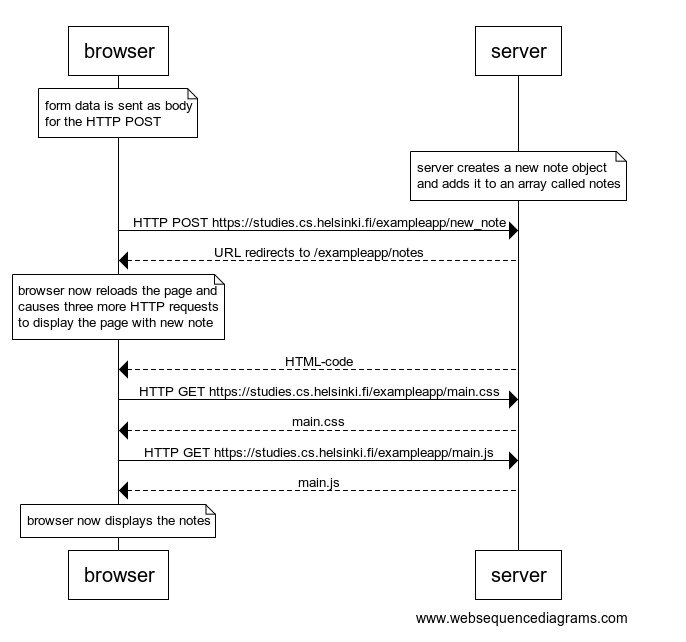 browser
server
form data is sent as body
for the HTTP POST
server creates a new note object
and adds it to an array called notes
HTTP POST https://studies.cs.helsinki.fi/exampleapp/new_note
URL redirects to /exampleapp/notes
browser now reloads the page and
causes three more HTTP requests
to display the page with new note
HTML-code
HTTP GET https://studies.cs.helsinki.fi/exampleapp/main.css
main.css
HTTP GET https://studies.cs.helsinki.fi/exampleapp/main.js
main.js
browser now displays the notes
browser
server
www.websequencediagrams.com